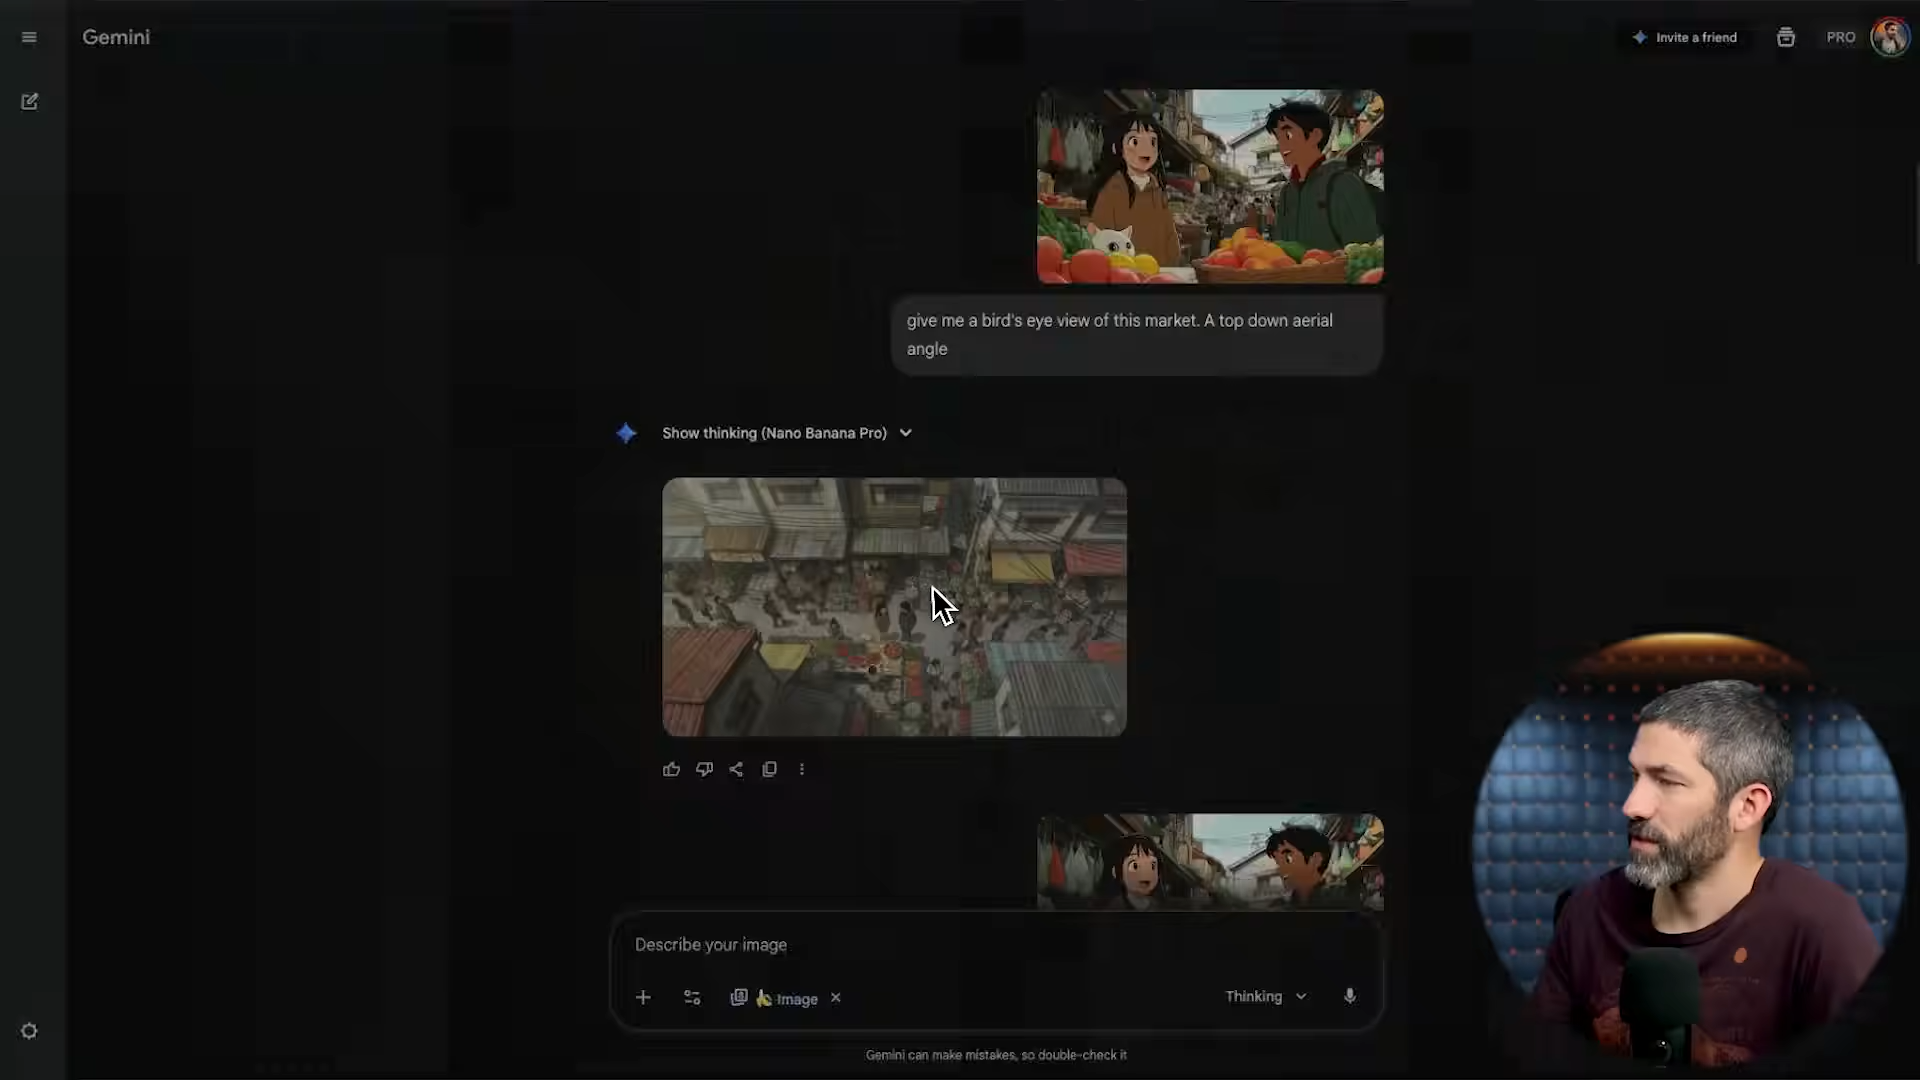 Gemini
Invite a friend
PRO
give me a bird's eye view of this market. A top down aerial
angle
Show thinking (Nano Banana Pro)
Describe your image
Image
Thinking
Gemini can make mistakes, so double-check it